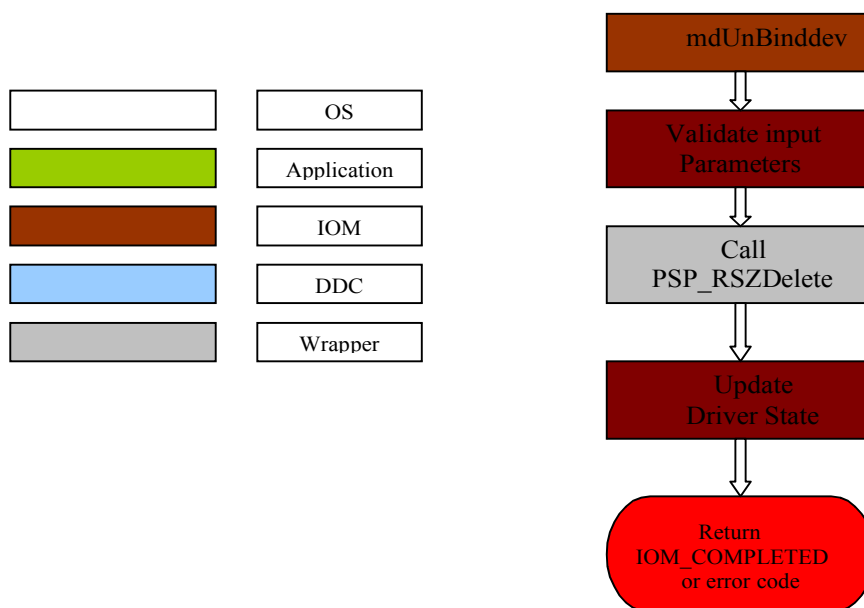 OS
Application
IOM
DDC
Wrapper
mdUnBinddev
Validate input
Parameters
Call
PSP_RSZDelete
Update
Driver State
Return
IOM_COMPLETED
or error code